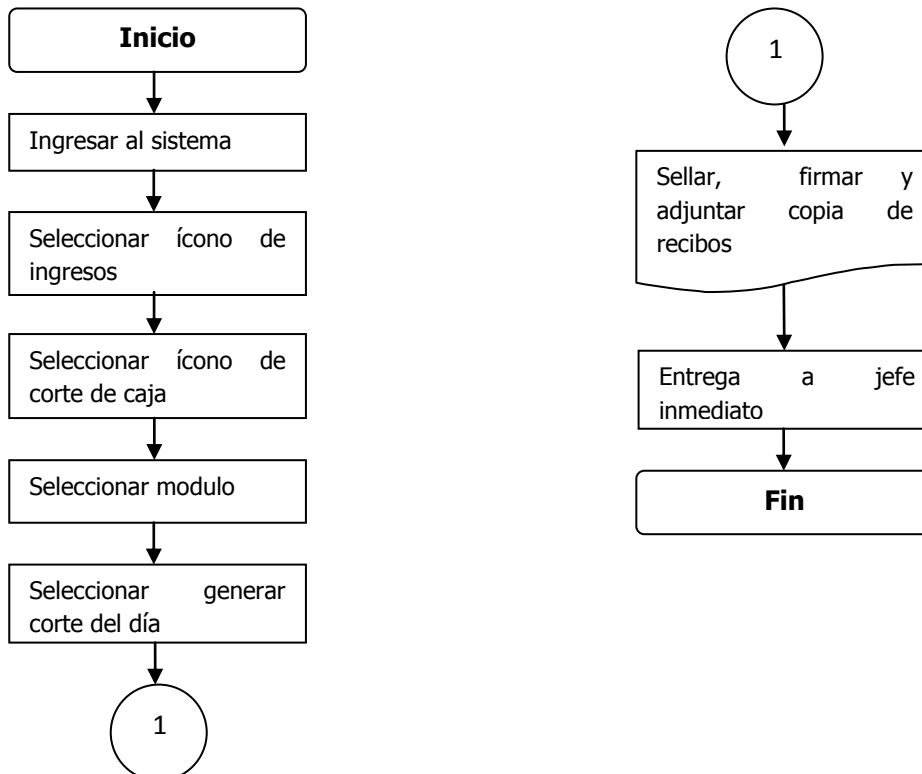 Inicio
Ingresar al sistema
Seleccionar ícono de
ingresos
Seleccionar ícono de
corte de caja
Seleccionar modulo
Seleccionar generar
corte del día
1
1
Sellar, firmar y
adjuntar copia de
recibos
Entrega a jefe
inmediato
Fin